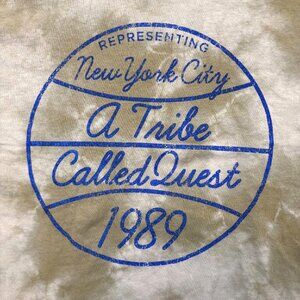 REPRESENTING
New York City
A Tribe
Called Quest
1989